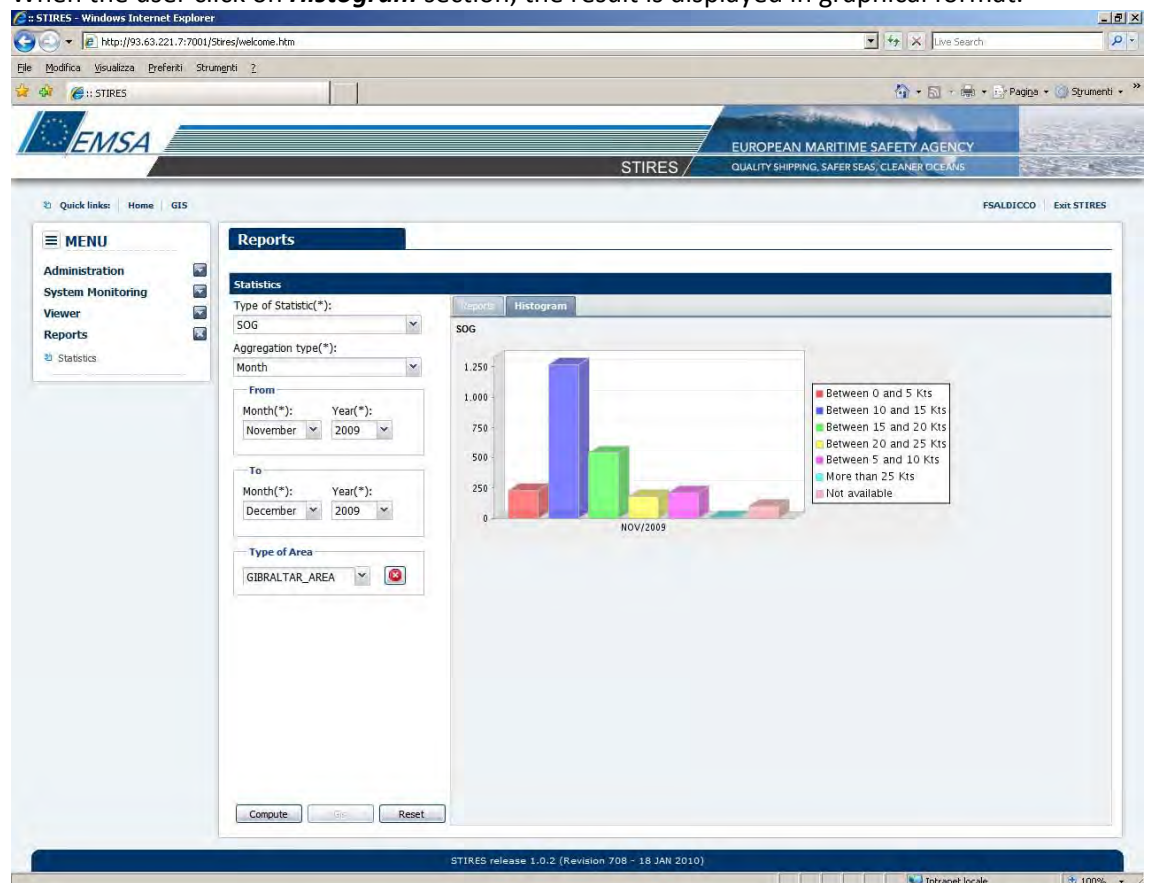 When the user click on Histogram section, the result is displayed in graphical format.
:: STIRES - Windows Internet Explorer
http://93.63.221.7:7001/Stires/welcome.htm
Live Search
File Modifica Visualizza Preferiti Strumenti ?
:: STIRES
Pagina Strumenti »
EMSA
STIRES
EUROPEAN MARITIME SAFETY AGENCY
QUALITY SHIPPING, SAFER SEAS, CLEANER OCEANS
Quick links: Home GIS
FSALDICCO Exit STIRES
MENU
Administration
System Monitoring
Viewer
Reports
Statistics
Reports
Statistics
Type of Statistic(*):
SOG
Aggregation type(*):
Month
From
Month(*): Year(*):
November 2009
To
Month(*): Year(*):
December 2009
Type of Area
GIBRALTAR_AREA
Compute Reset
Reports Histogram
SOG
1.250
1.000
750
500
250
0
NOV/2009
Between 0 and 5 Kts
Between 10 and 15 Kts
Between 15 and 20 Kts
Between 20 and 25 Kts
Between 5 and 10 Kts
More than 25 Kts
Not available
STIRES release 1.0.2 (Revision 708 - 18 JAN 2010)
Intranet locale 100%